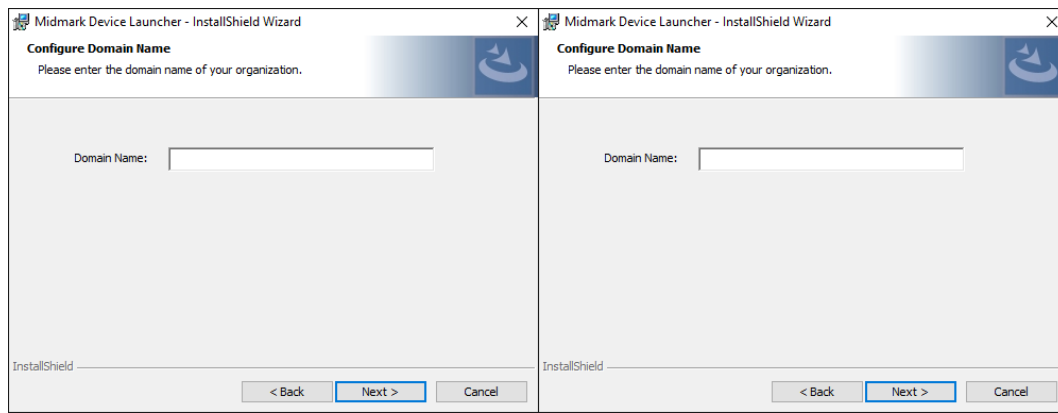 Midmark Device Launcher - InstallShield Wizard
Configure Domain Name
Please enter the domain name of your organization.
Domain Name:
InstallShield
< Back Next > Cancel
Midmark Device Launcher - InstallShield Wizard
Configure Domain Name
Please enter the domain name of your organization.
Domain Name:
InstallShield
< Back Next > Cancel